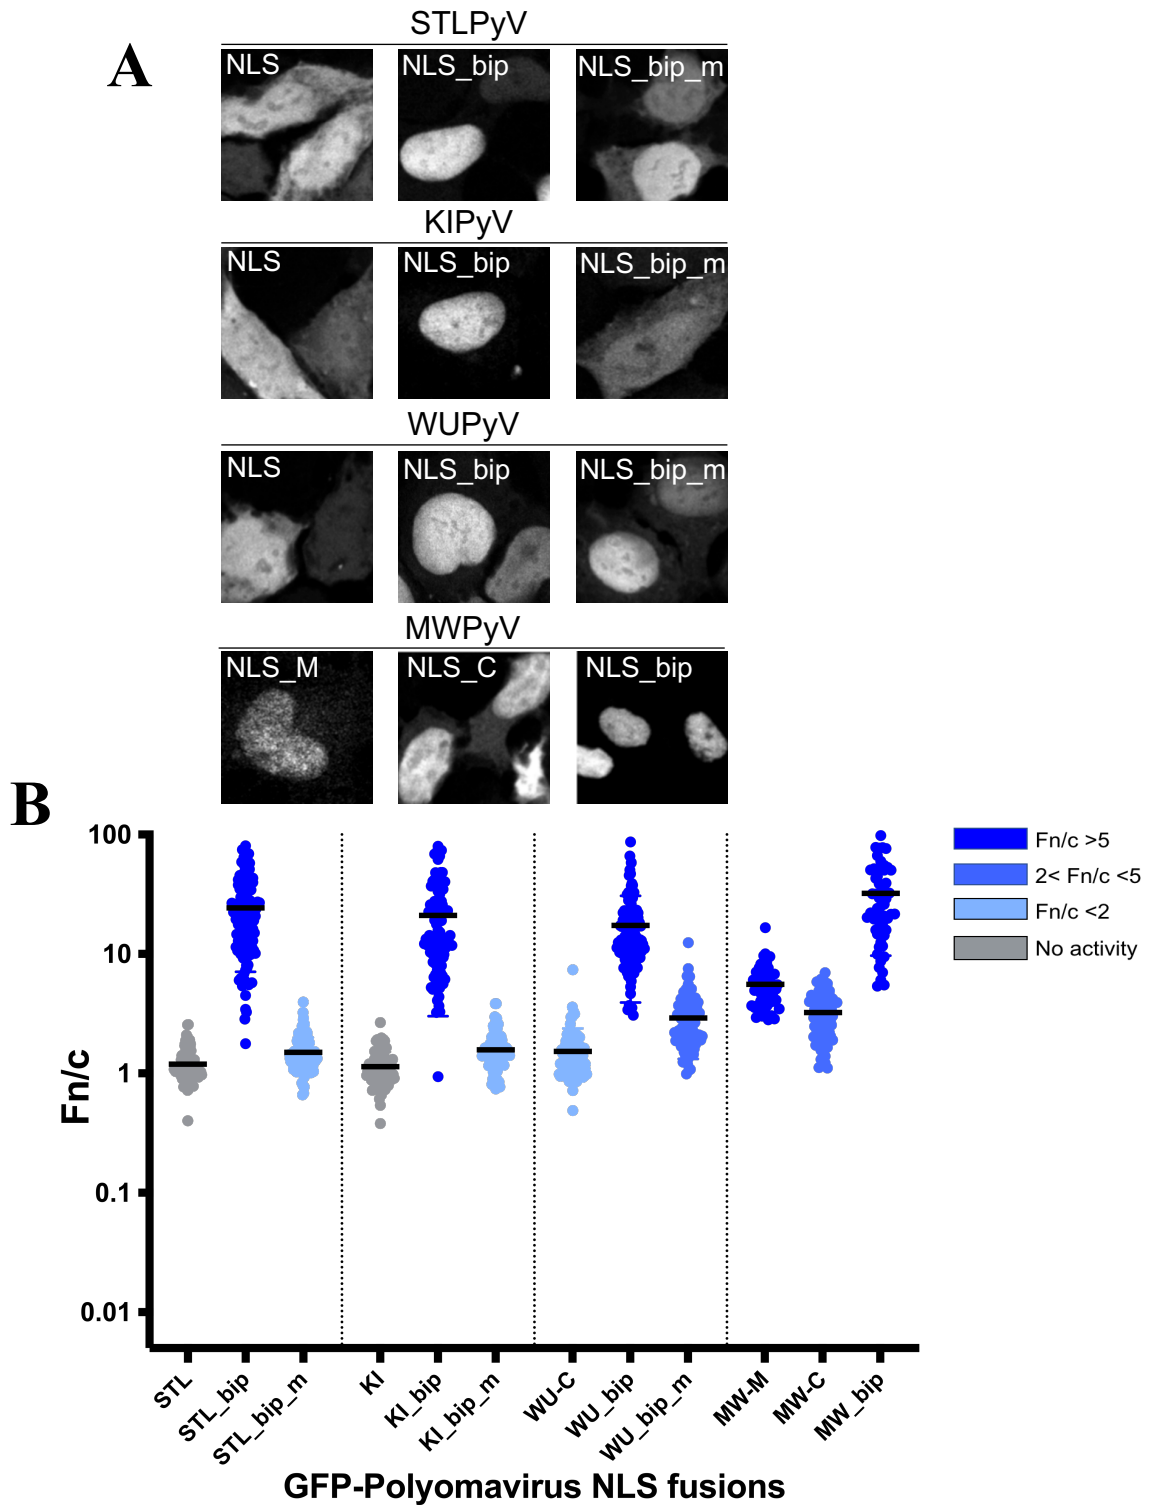 A
STLPyV
NLS
NLS_bip
NLS_bip_m
KIPyV
NLS
NLS_bip
NLS_bip_m
WUPyV
NLS
NLS_bip
NLS_bip_m
MWPyV
NLS_M
NLS_C
NLS_bip
B
100
10
1
0.1
0.01
Fn/c
Fn/c >5
2< Fn/c <5
Fn/c <2
No activity
STL
STL_bip
STL_bip_m
KI
KI_bip
KI_bip_m
WU-C
WU_bip
WU_bip_m
MW-M
MW-C
MW_bip
GFP-Polyomavirus NLS fusions